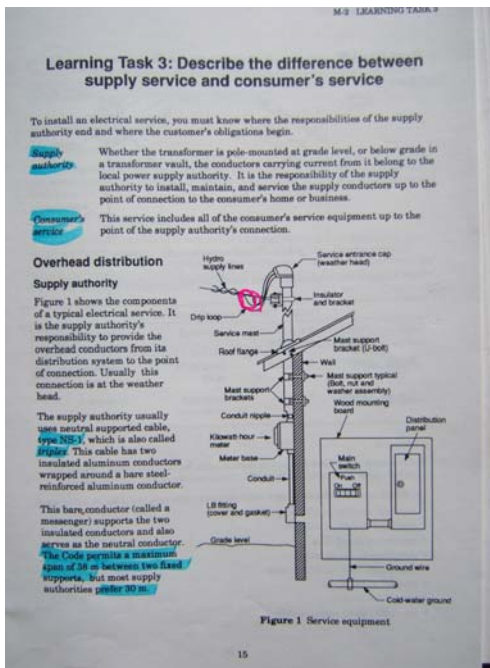 M-2 LEARNING TASK 3
Learning Task 3: Describe the difference between
supply service and consumer's service
To install an electrical service, you must know where the responsibilities of the supply
authority end and where the customer's obligations begin.
Supply authority
Whether the transformer is pole-mounted at grade level, or below grade in
a transformer vault, the conductors carrying current from it belong to the
local power supply authority. It is the responsibility of the supply
authority to install, maintain, and service the supply conductors up to the
point of connection to the consumer's home or business.
Consumer's service
This service includes all of the consumer's service equipment up to the
point of the supply authority's connection.
Overhead distribution
Supply authority
Figure 1 shows the components
of a typical electrical service. It
is the supply authority's
responsibility to provide the
overhead conductors from its
distribution system to the point
of connection. Usually this
connection is at the weather
head.
The supply authority usually
uses neutral supported cable,
type NS-1, which is also called
triplex. This cable has two
insulated aluminum conductors
wrapped around a bare steel-
reinforced aluminum conductor.
This bare conductor (called a
messenger) supports the two
insulated conductors and also
serves as the neutral conductor.
The Code permits a maximum
span of 38 m between two fixed
supports, but most supply
authorities prefer 30 m.
Hydro
supply lines
Service entrance cap
(weather head)
Insulator
and bracket
Drip loop
Service mast
Mast support
bracket (U-bolt)
Roof flange
Wall
Mast support typical
(Bolt, nut and
washer assembly)
Mast support
brackets
Wood mounting
board
Conduit nipple
Distribution
panel
Kilowatt-hour
meter
Main
switch
Meter base
Push
On Off
Conduit
LB fitting
(cover and gasket)
Grade level
Ground wire
Cold-water ground
Figure 1 Service equipment
15